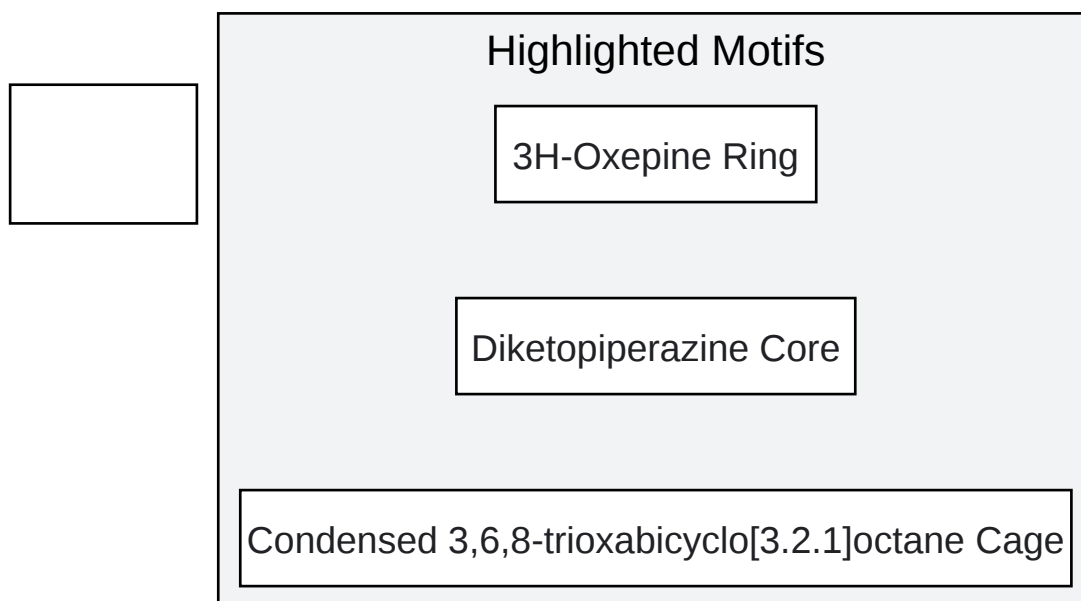 Highlighted Motifs
3H-Oxepine Ring
Diketopiperazine Core
Condensed 3,6,8-trioxabicyclo[3.2.1]octane Cage